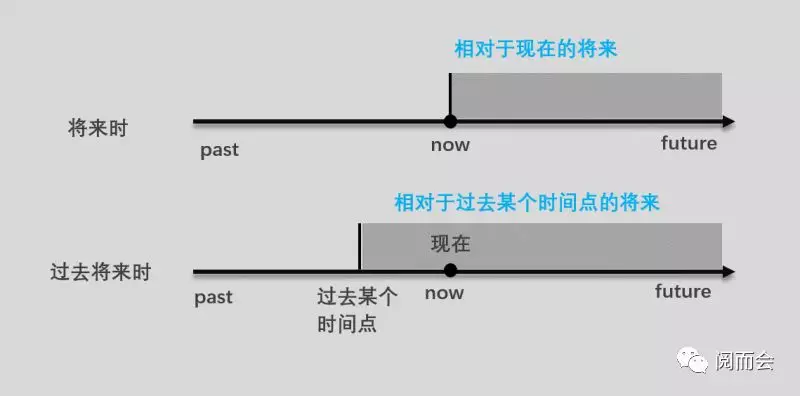 相对于现在的将来
将来时
past
now
future
相对于过去某个时间点的将来
现在
过去将来时
past
过去某个
时间点
now
future
阅而会